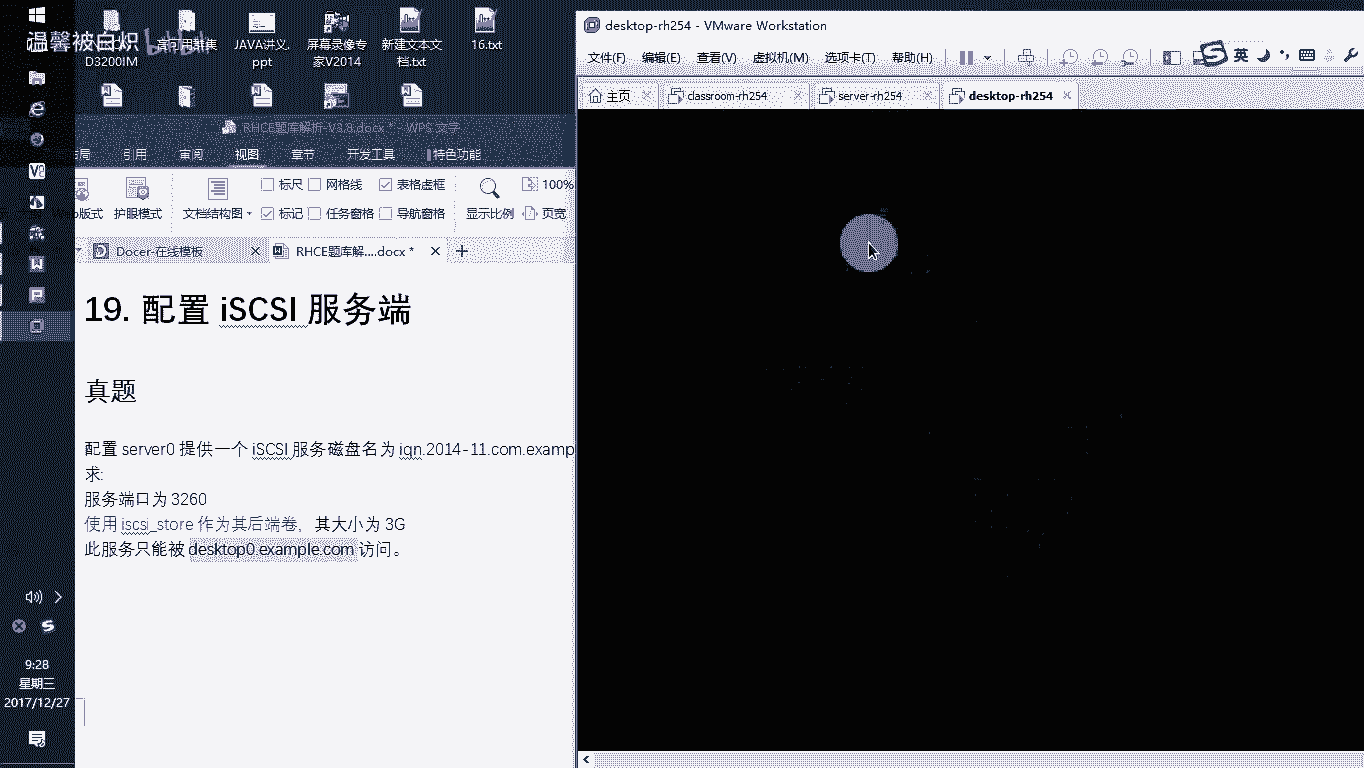 温馨被白炽 bilibili
D3200IM
JAVA讲义.ppt
屏幕录像专家V2014
新建文本文档.txt
16.txt
RHCE题库解析-V3.8.docx * - WPS 文字
引用 审阅 视图 章节 开发工具 特色功能
版式 护眼模式 文档结构图 标尺 网格线 表格虚框 标记 任务窗格 导航窗格 显示比例 100% 页宽
Docer-在线模板 RHCE题库解....docx *
19. 配置 iSCSI 服务端
真题
配置 server0 提供一个 iSCSI 服务磁盘名为 iqn.2014-11.com.examp
求:
服务端口为 3260
使用 iscsi_store 作为其后端卷,其大小为 3G
此服务只能被 desktop0.example.com 访问。
desktop-rh254 - VMware Workstation
文件(F) 编辑(E) 查看(V) 虚拟机(M) 选项卡(T) 帮助(H)
英
主页 classroom-rh254 server-rh254 desktop-rh254
9:28
星期三
2017/12/27